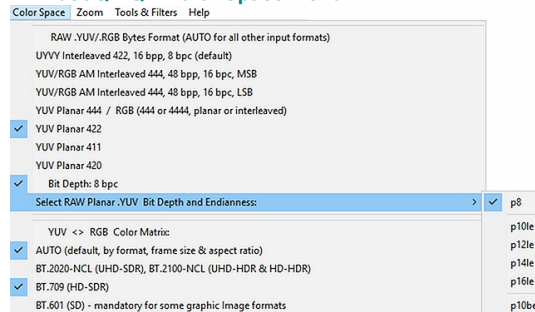 Color Space Zoom Tools & Filters Help
RAW .YUV/.RGB Bytes Format (AUTO for all other input formats)
UYVY Interleaved 422, 16 bpp, 8 bpc (default)
YUV/RGB AM Interleaved 444, 48 bpp, 16 bpc, MSB
YUV/RGB AM Interleaved 444, 48 bpp, 16 bpc, LSB
YUV Planar 444 / RGB (444 or 4444, planar or interleaved)
YUV Planar 422
YUV Planar 411
YUV Planar 420
Bit Depth: 8 bpc
Select RAW Planar .YUV Bit Depth and Endianness: > p8
p10le
YUV <> RGB Color Matrix:
p12le
AUTO (default, by format, frame size & aspect ratio)
p14le
BT.2020-NCL (UHD-SDR), BT.2100-NCL (UHD-HDR & HD-HDR)
p16le
BT.709 (HD-SDR)
BT.601 (SD) - mandatory for some graphic Image formats
p10be